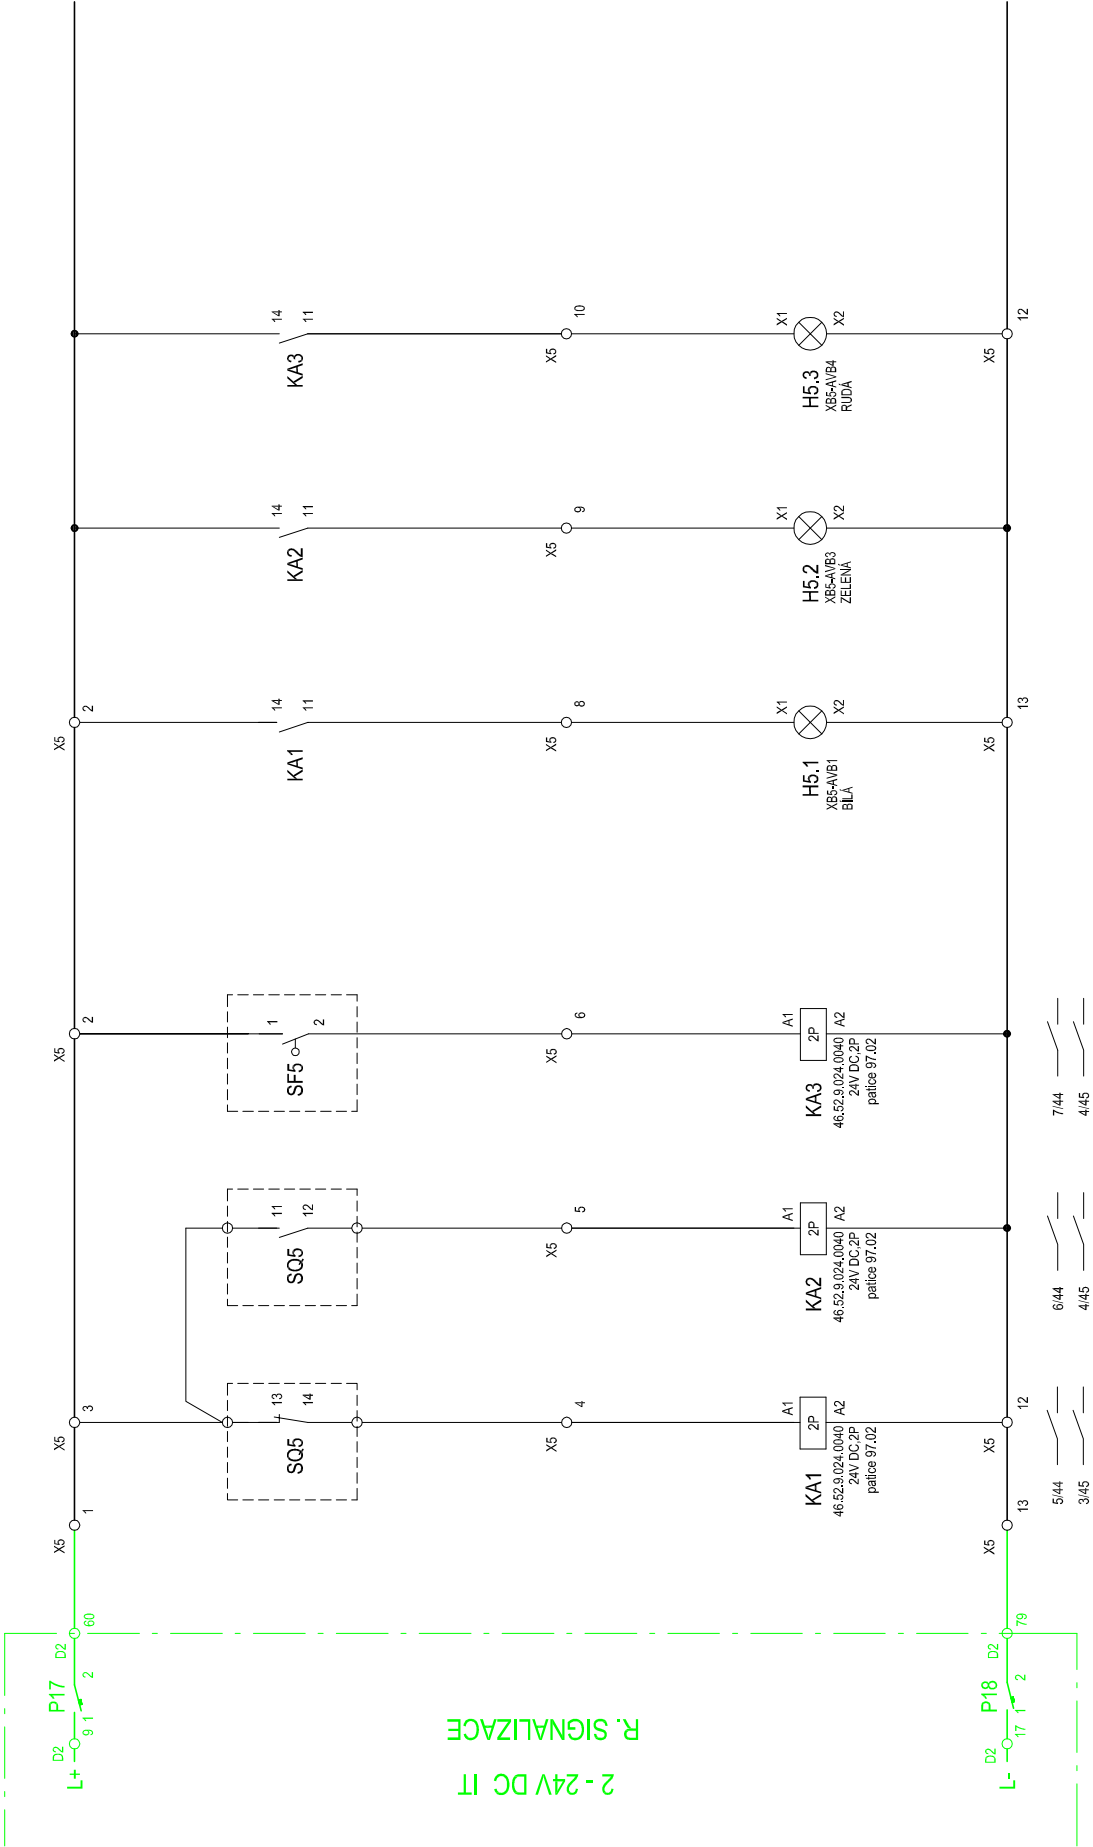 14
11
KA3
X5
10
X1
X2
H5.3
XB5-AVB4
RUDÁ
X5
12
14
11
KA2
X5
9
X1
X2
H5.2
XB5-AVB3
ZELENÁ
X5
2
14
11
KA1
X5
8
X1
X2
H5.1
XB5-AVB1
BÍLÁ
X5
13
X5
2
1
2
SF5
X5
6
A1
2P
A2
KA3
46.52.9.024.0040
24V DC,2P
patice 97.02
7/44
4/45
11
12
SQ5
X5
5
A1
2P
A2
KA2
46.52.9.024.0040
24V DC,2P
patice 97.02
6/44
4/45
X5
3
13
14
SQ5
X5
4
A1
2P
A2
KA1
46.52.9.024.0040
24V DC,2P
patice 97.02
X5
12
5/44
3/45
X5
1
X5
13
D2
60
P17
1
2
D2
9
L+
D2
79
P18
1
2
D2
17
L-
R. SIGNALIZACE
2 - 24V DC IT